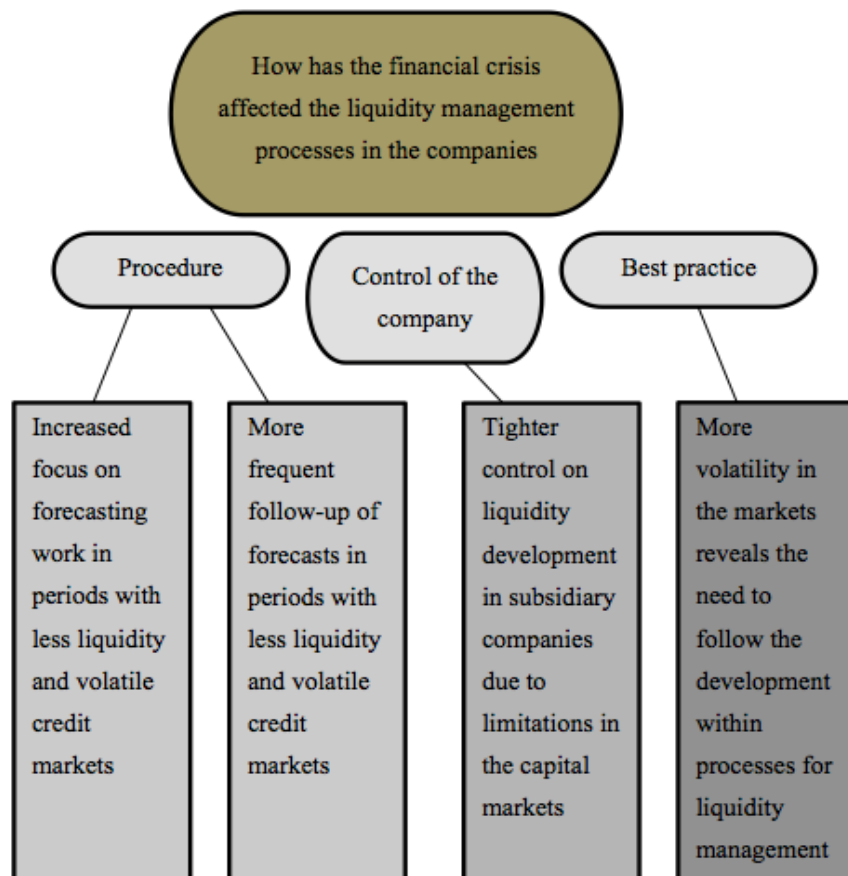 How has the financial crisis
affected the liquidity management
processes in the companies
Procedure
Control of the
company
Best practice
Increased
focus on
forecasting
work in
periods with
less liquidity
and volatile
credit
markets
More
frequent
follow-up of
forecasts in
periods with
less liquidity
and volatile
credit
markets
Tighter
control on
liquidity
development
in subsidiary
companies
due to
limitations in
the capital
markets
More
volatility in
the markets
reveals the
need to
follow the
development
within
processes for
liquidity
management